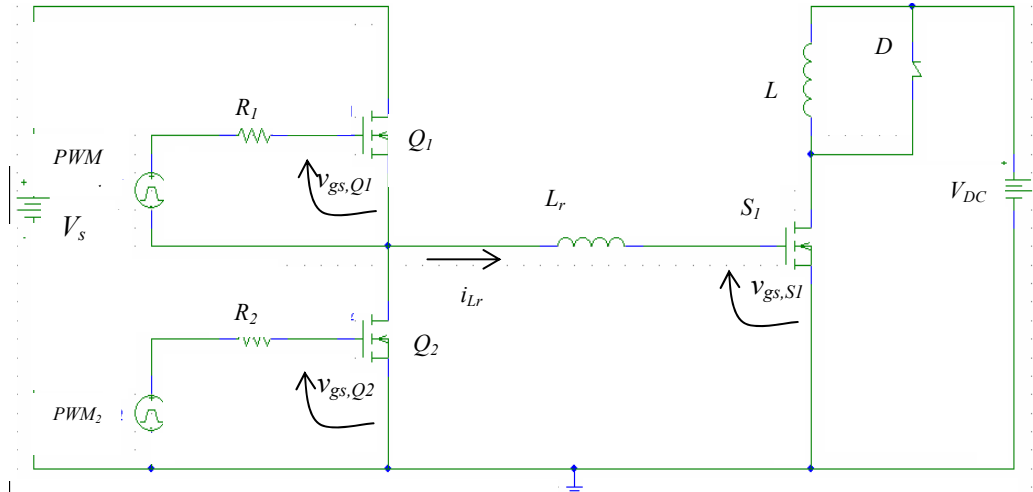 D
R1
L
PWM
Q1
vgs,Q1
Lr
S1
VDC
Vs
vgs,S1
iLr
R2
Q2
vgs,Q2
PWM2